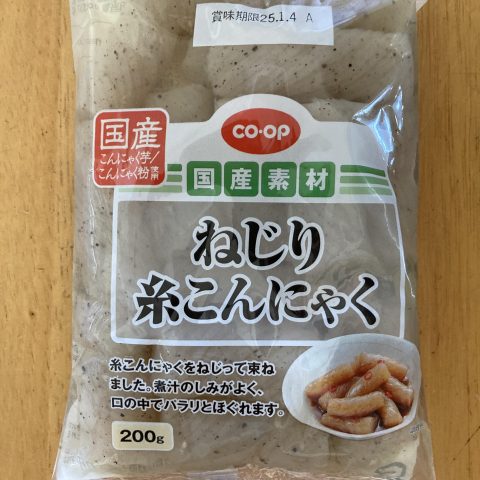 賞味期限25.1.4 A
国産
こんにゃく芋/
こんにゃく粉使用
CO・OP
国産素材
ねじり
糸こんにゃく
糸こんにゃくをねじって束ね
ました。煮汁のしみがよく、
口の中でバラリとほぐれます。
200g